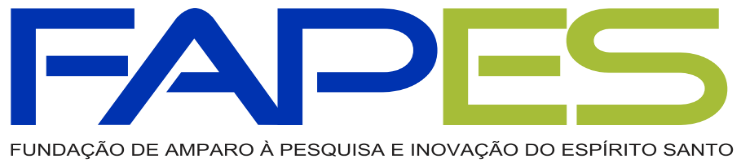 FAPES
FUNDAÇÃO DE AMPARO À PESQUISA E INOVAÇÃO DO ESPÍRITO SANTO